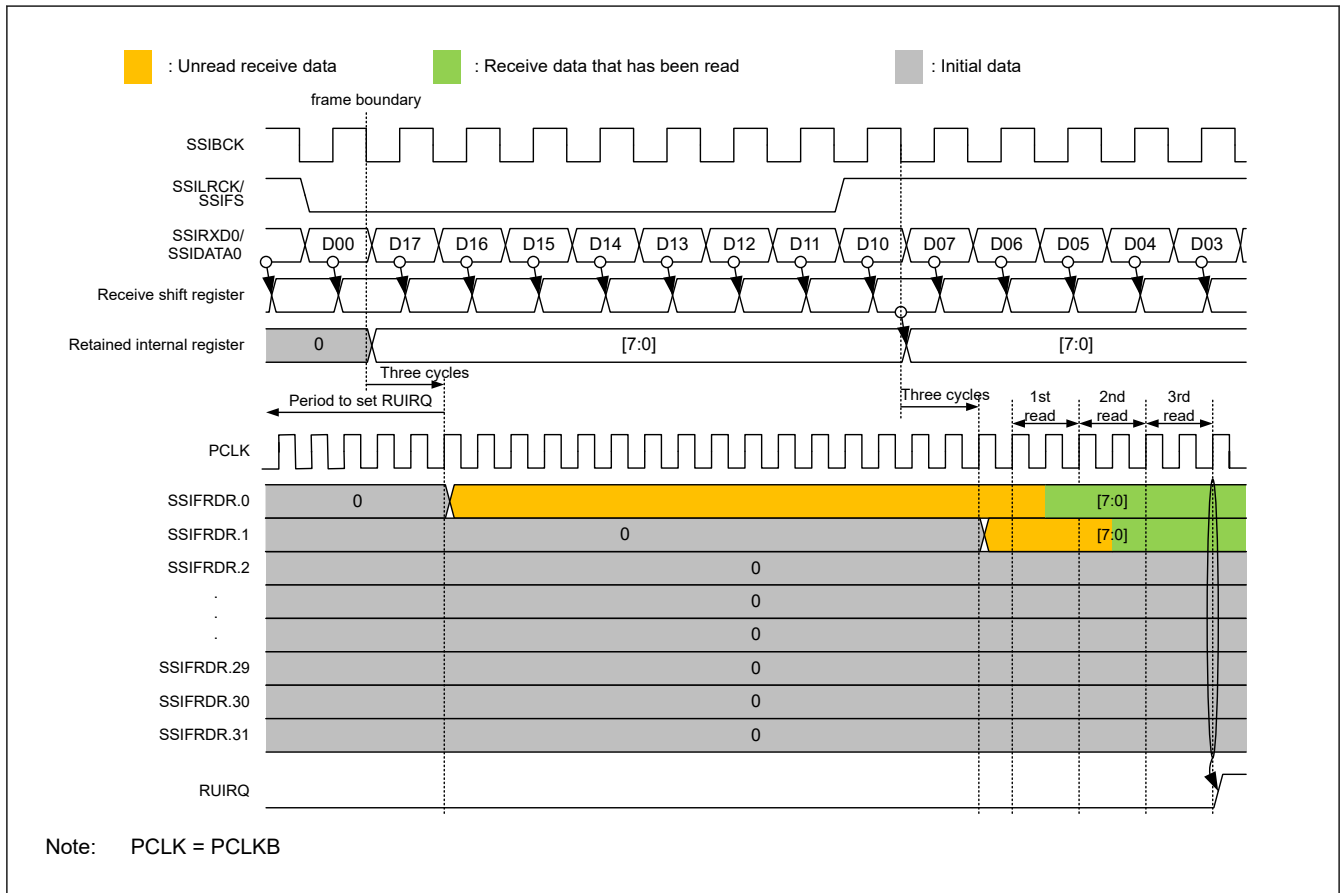 : Unread receive data
: Receive data that has been read
: Initial data
frame boundary
SSIBCK
SSILRCK/
SSIFS
SSIRXD0/
SSIDATA0
D00 D17 D16 D15 D14 D13 D12 D11 D10 D07 D06 D05 D04 D03
Receive shift register
Retained internal register
0
[7:0]
[7:0]
Three cycles
Period to set RUIRQ
Three cycles
1st
read
2nd
read
3rd
read
PCLK
SSIFRDR.0
0
[7:0]
SSIFRDR.1
0
[7:0]
SSIFRDR.2
0
.
0
.
.
0
SSIFRDR.29
0
SSIFRDR.30
0
SSIFRDR.31
0
RUIRQ
Note: PCLK = PCLKB